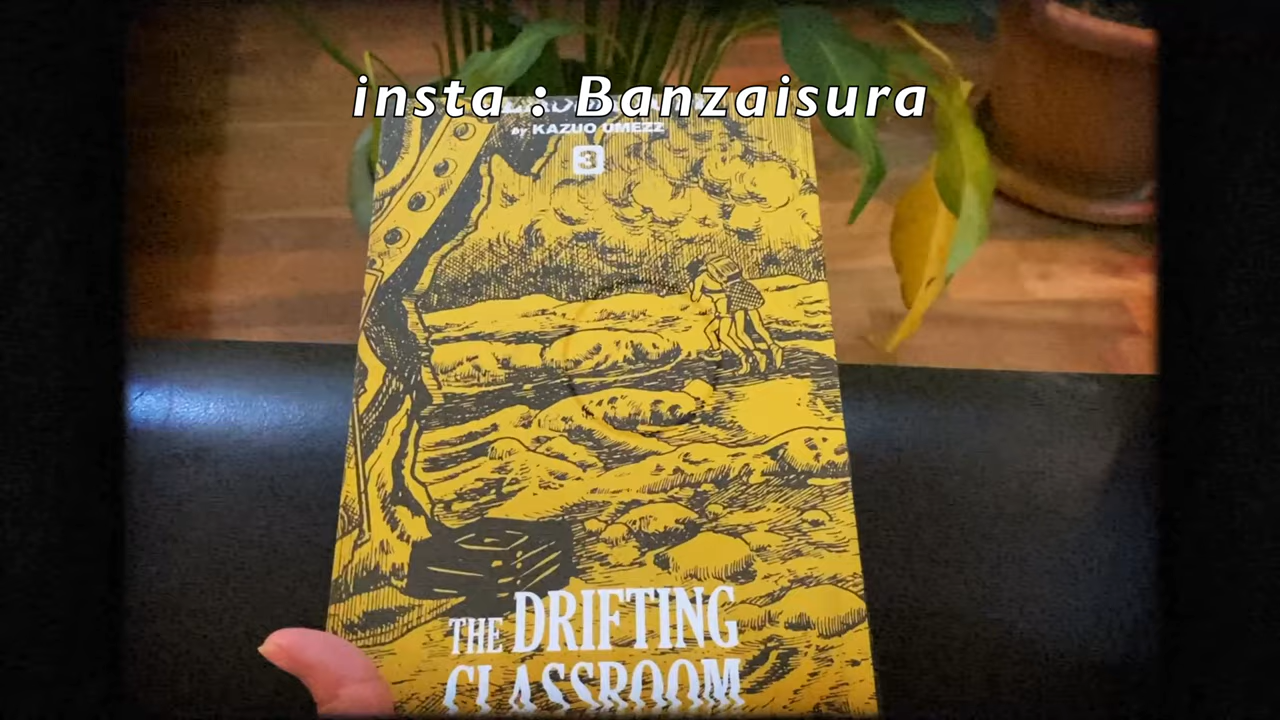 insta : Banzaisura
by KAZUO UMEZZ
3
THE DRIFTING
CLASSROOM